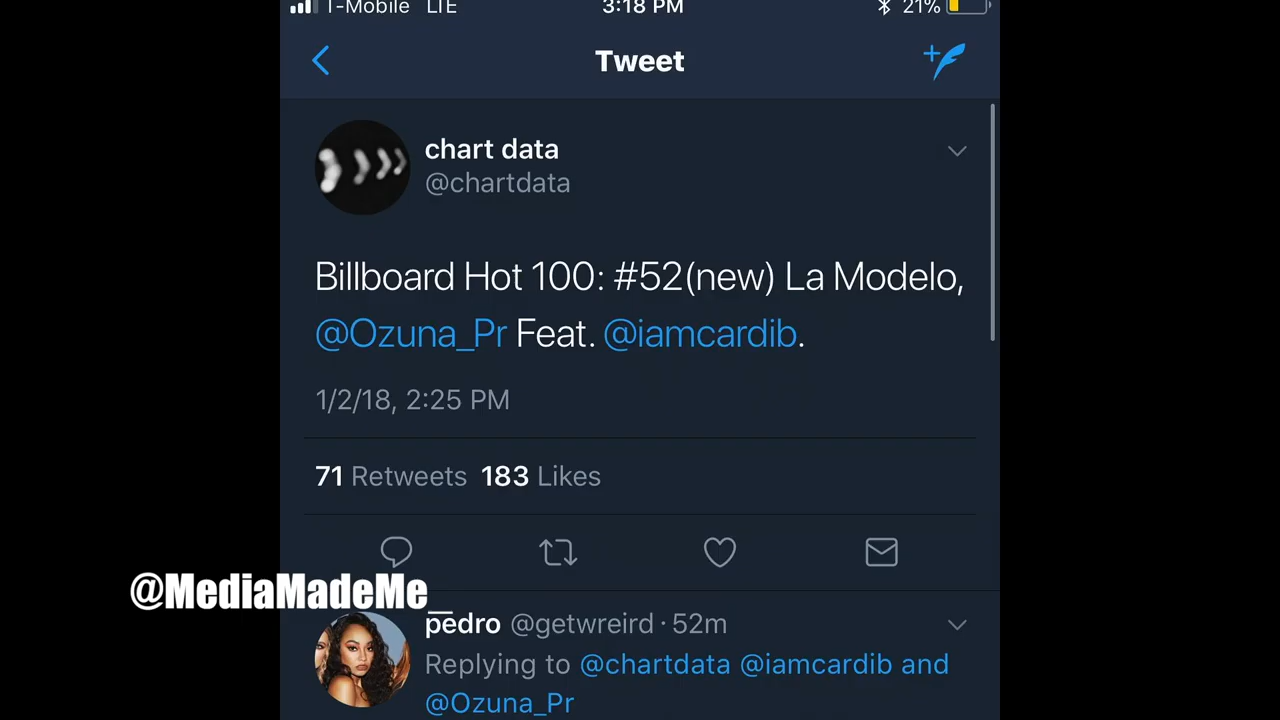 T-Mobile LTE 3:18 PM 21%
Tweet
chart data
@chartdata
Billboard Hot 100: #52(new) La Modelo,
@Ozuna_Pr Feat. @iamcardib.
1/2/18, 2:25 PM
71 Retweets 183 Likes
@MediaMadeMe
pedro @getwreird · 52m
Replying to @chartdata @iamcardib and
@Ozuna_Pr